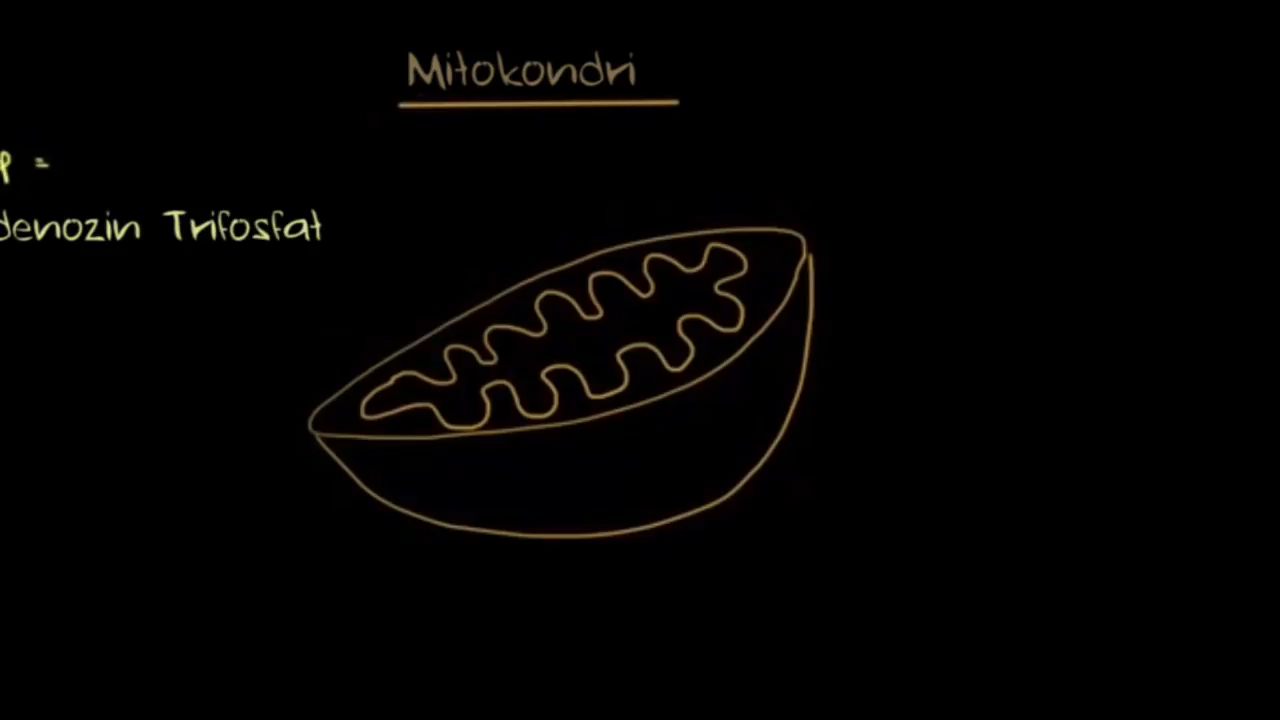 Mitokondri
P =
denozin Trifosfat